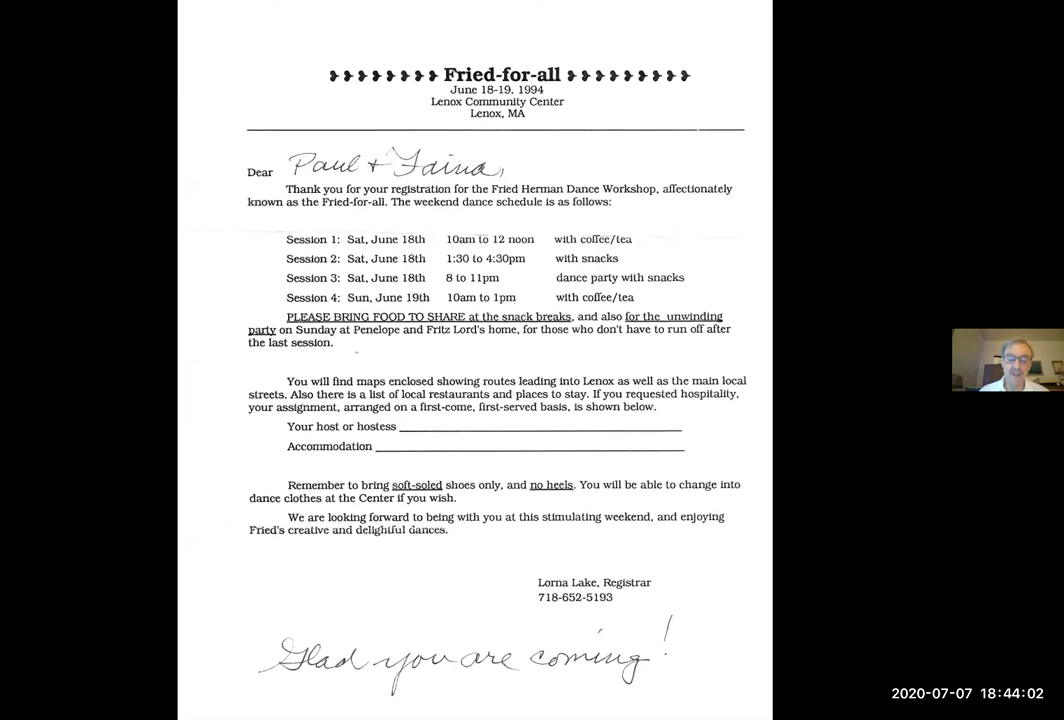 Fried-for-all
June 18-19. 1994
Lenox Community Center
Lenox, MA
Dear Paul + Faina,
Thank you for your registration for the Fried Herman Dance Workshop, affectionately
known as the Fried-for-all. The weekend dance schedule is as follows:
Session 1: Sat, June 18th 10am to 12 noon with coffee/tea
Session 2: Sat, June 18th 1:30 to 4:30pm with snacks
Session 3: Sat, June 18th 8 to 11pm dance party with snacks
Session 4: Sun, June 19th 10am to 1pm with coffee/tea
PLEASE BRING FOOD TO SHARE at the snack breaks, and also for the unwinding
party on Sunday at Penelope and Fritz Lord's home, for those who don't have to run off after
the last session.
You will find maps enclosed showing routes leading into Lenox as well as the main local
streets. Also there is a list of local restaurants and places to stay. If you requested hospitality,
your assignment, arranged on a first-come, first-served basis, is shown below.
Your host or hostess
Accommodation
Remember to bring soft-soled shoes only, and no heels. You will be able to change into
dance clothes at the Center if you wish.
We are looking forward to being with you at this stimulating weekend, and enjoying
Fried's creative and delightful dances.
Lorna Lake, Registrar
718-652-5193
Glad you are coming!
2020-07-07 18:44:02